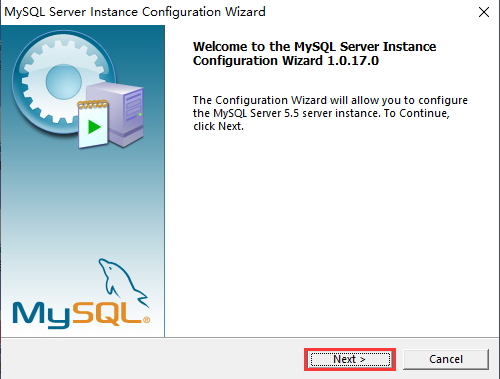 MySQL Server Instance Configuration Wizard
Welcome to the MySQL Server Instance
Configuration Wizard 1.0.17.0
The Configuration Wizard will allow you to configure
the MySQL Server 5.5 server instance. To Continue,
click Next.
MySQL®
Next >
Cancel